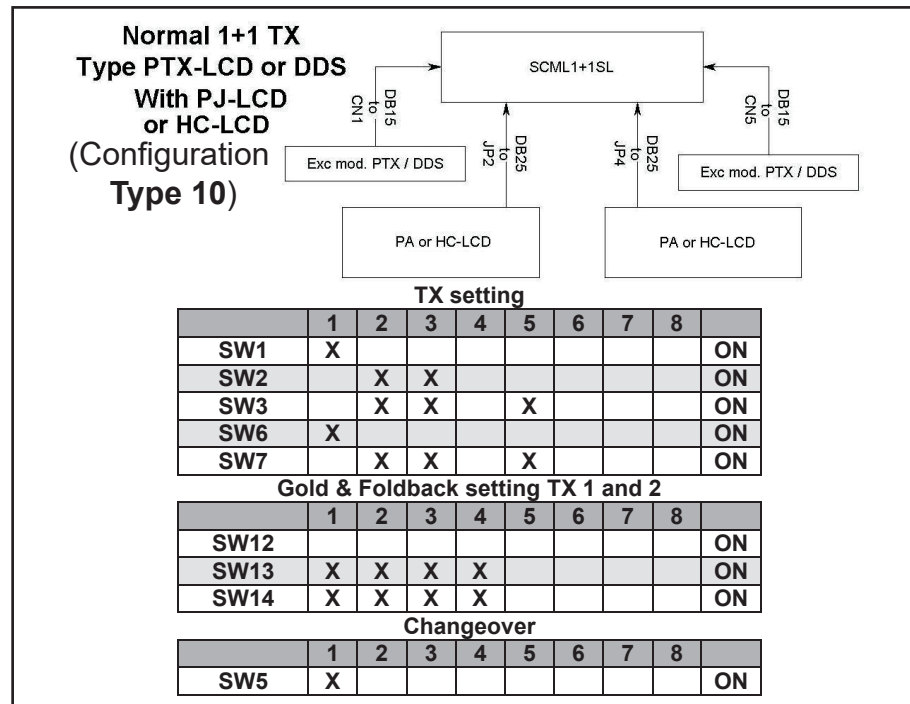 Normal 1+1 TX
Type PTX-LCD or DDS
With PJ-LCD
or HC-LCD
(Configuration
Type 10)
SCML1+1SL
DB15
to
CN1
DB25
to
JP2
DB25
to
JP4
DB15
to
CN5
Exc mod. PTX / DDS
Exc mod. PTX / DDS
PA or HC-LCD
PA or HC-LCD
TX setting
1 2 3 4 5 6 7 8
SW1 X ON
SW2 X X ON
SW3 X X X ON
SW6 X ON
SW7 X X X ON
Gold & Foldback setting TX 1 and 2
1 2 3 4 5 6 7 8
SW12 ON
SW13 X X X X ON
SW14 X X X X ON
Changeover
1 2 3 4 5 6 7 8
SW5 X ON